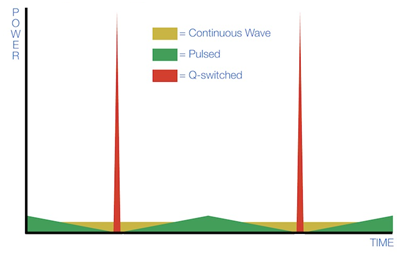 POWER
= Continuous Wave
= Pulsed
= Q-switched
TIME